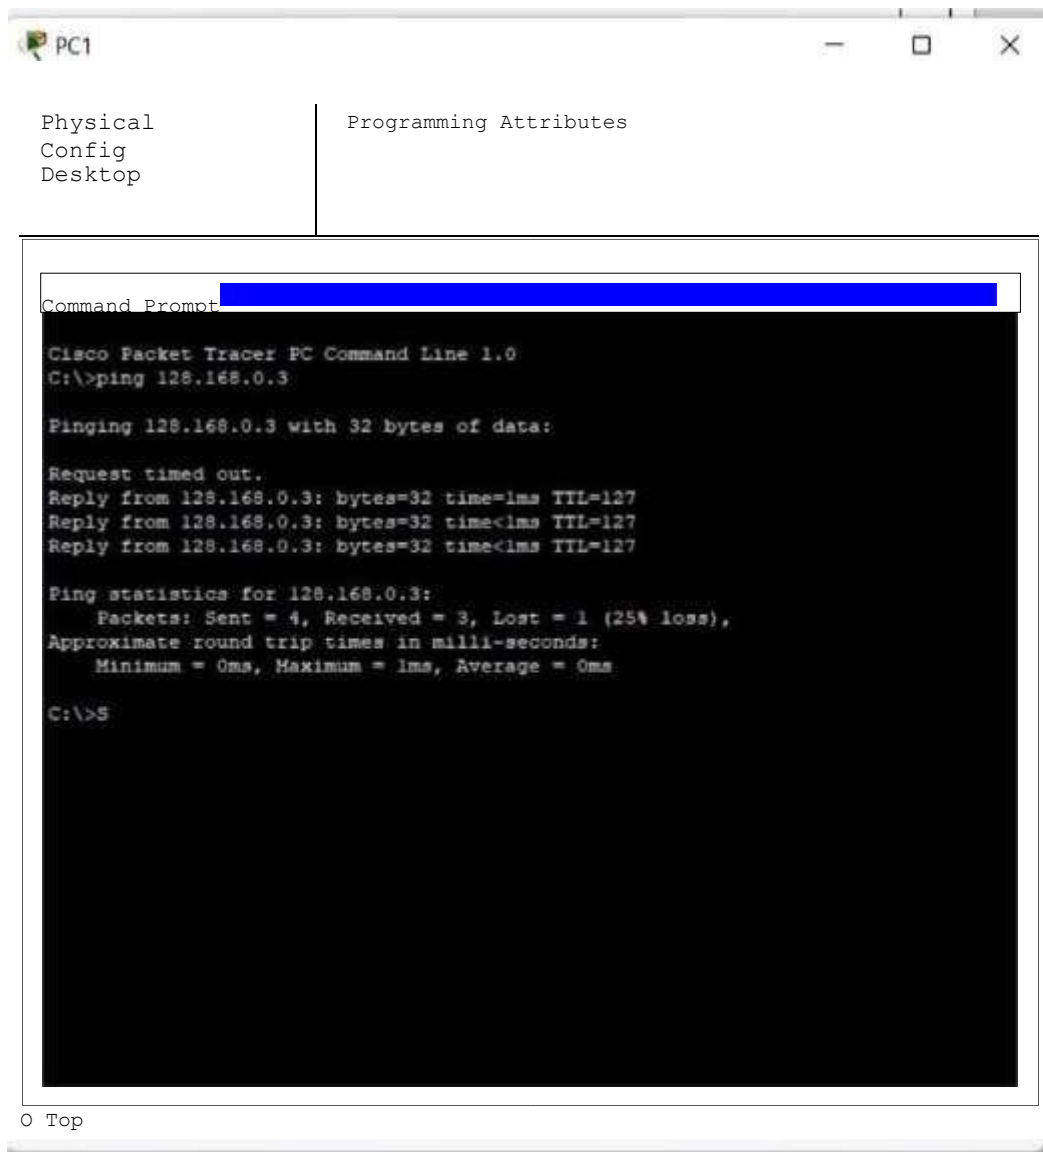 PC1
Physical
Config
Desktop
Programming Attributes
Command Prompt
Cisco Packet Tracer PC Command Line 1.0
C:\>ping 128.168.0.3
Pinging 128.168.0.3 with 32 bytes of data:
Request timed out.
Reply from 128.168.0.3: bytes=32 time=1ms TTL=127
Reply from 128.168.0.3: bytes=32 time<1ms TTL=127
Reply from 128.168.0.3: bytes=32 time<1ms TTL=127
Ping statistics for 128.168.0.3:
Packets: Sent = 4, Received = 3, Lost = 1 (25% loss),
Approximate round trip times in milli-seconds:
Minimum = 0ms, Maximum = 1ms, Average = 0ms
C:\>S
O Top